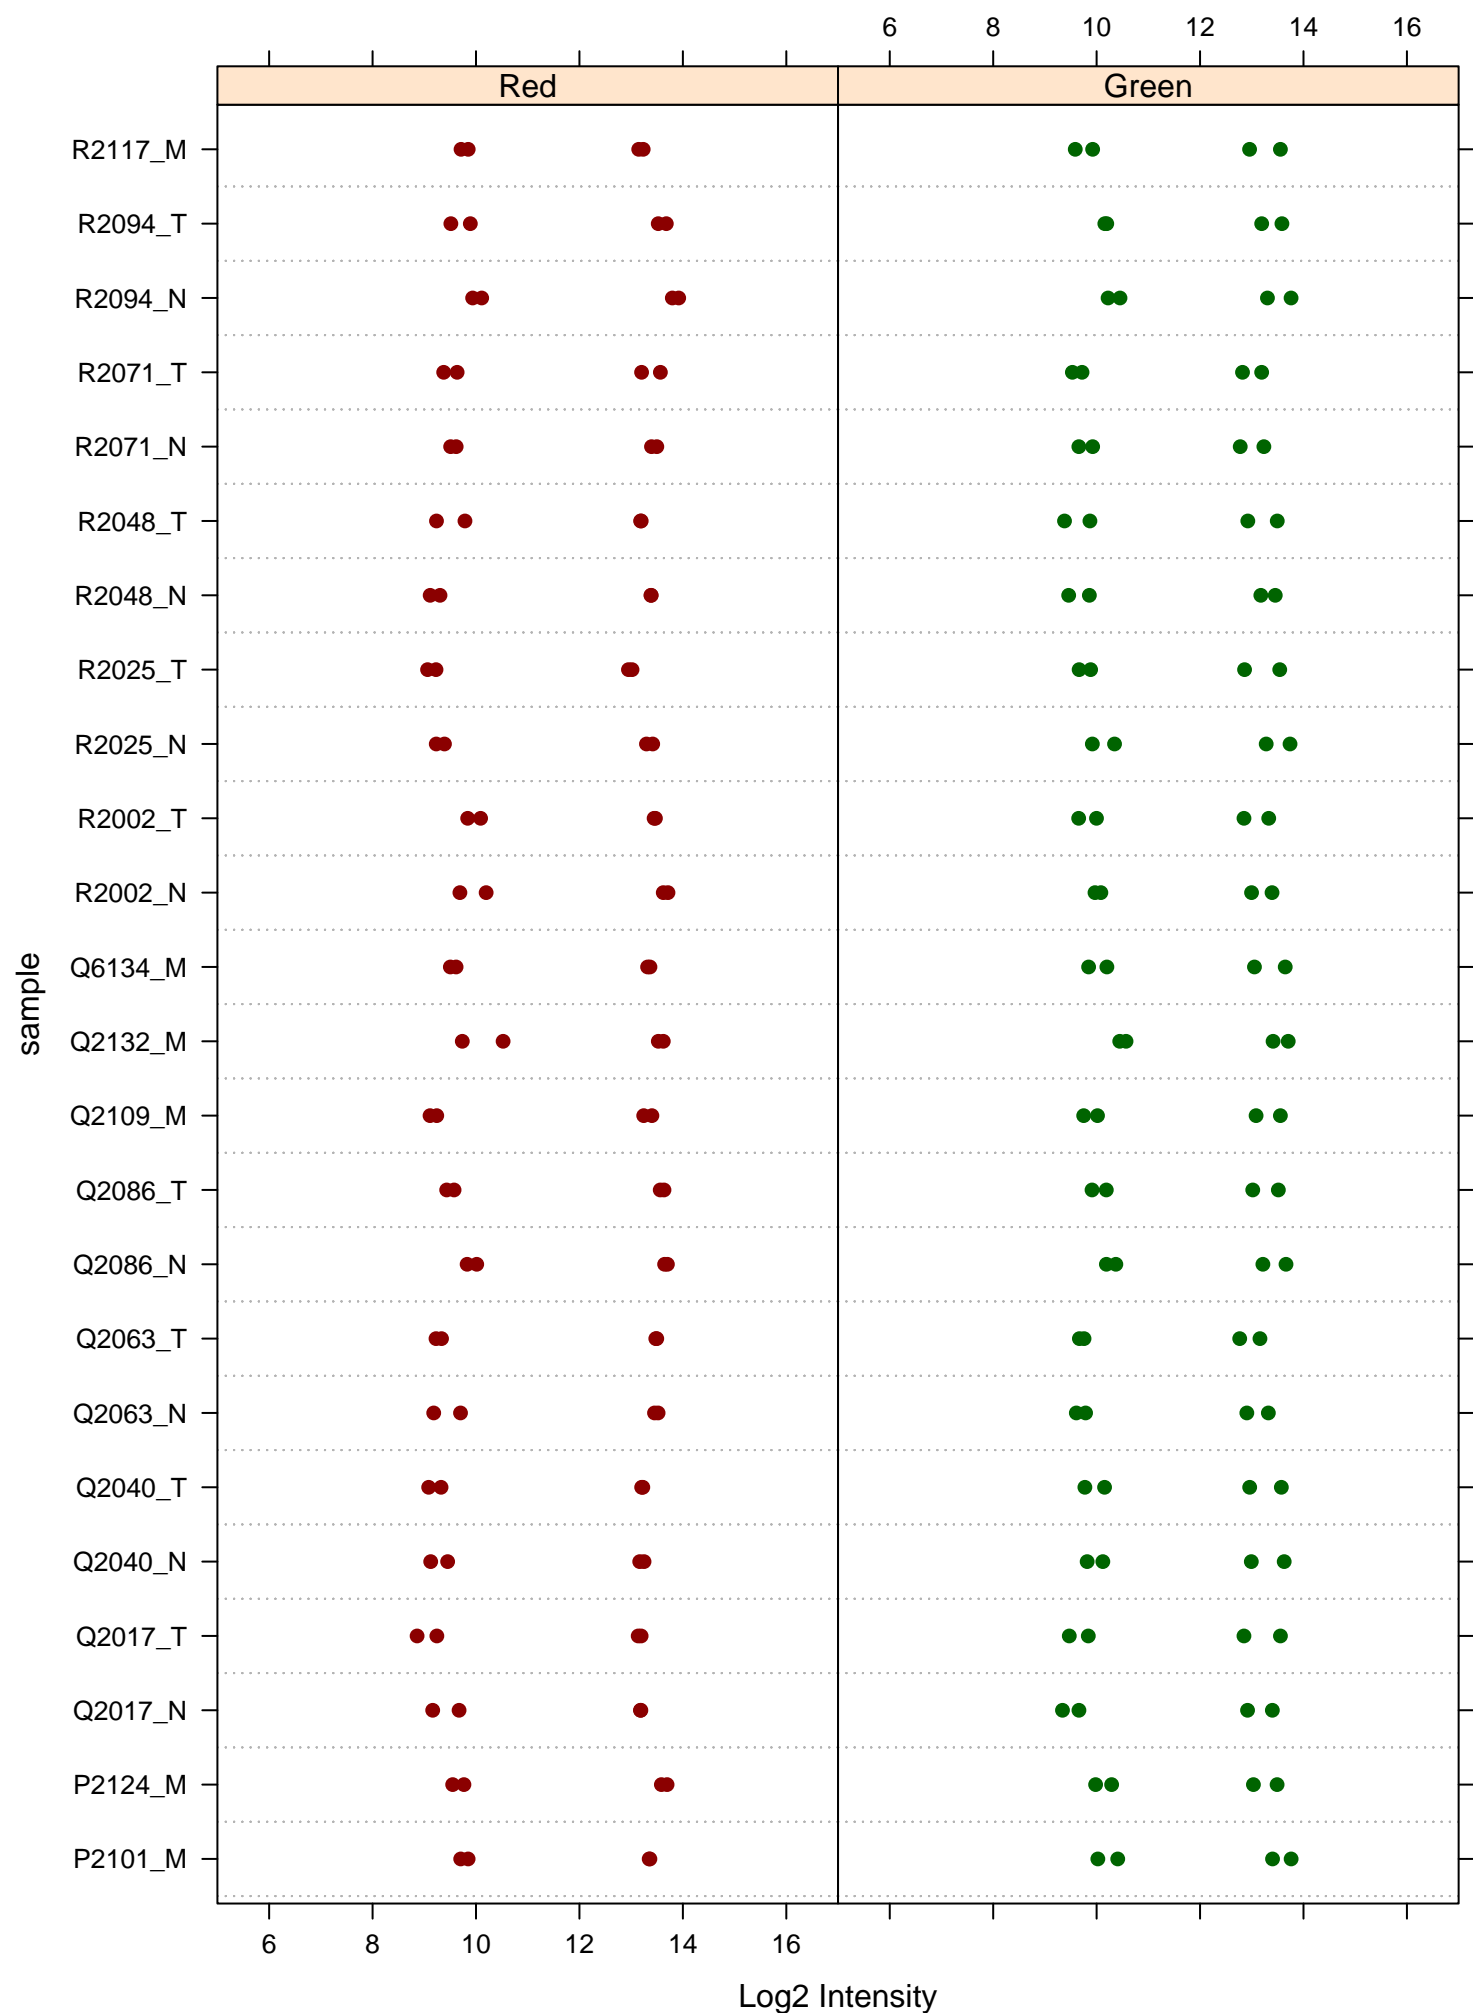 6 8 10 12 14 16
Red Green
R2117_M
R2094_T
R2094_N
R2071_T
R2071_N
R2048_T
R2048_N
R2025_T
R2025_N
R2002_T
R2002_N
Q6134_M
Q2132_M
Q2109_M
Q2086_T
Q2086_N
Q2063_T
Q2063_N
Q2040_T
Q2040_N
Q2017_T
Q2017_N
P2124_M
P2101_M
sample
6 8 10 12 14 16
Log2 Intensity